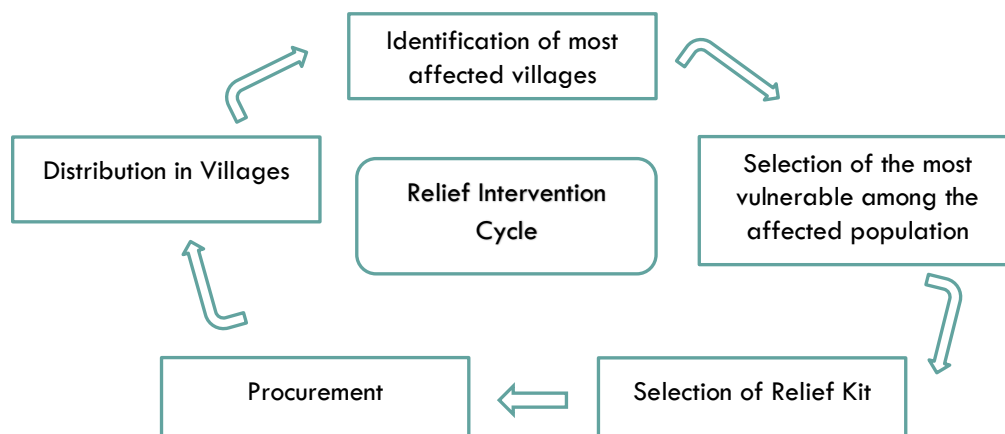 Identification of most
affected villages
Distribution in Villages
Relief Intervention
Cycle
Selection of the most
vulnerable among the
affected population
Procurement
Selection of Relief Kit